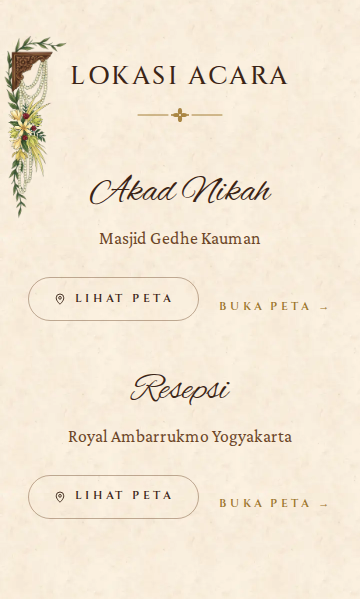 LOKASI ACARA
Akad Nikah
Masjid Gedhe Kauman
LIHAT PETA
BUKA PETA →
Resepsi
Royal Ambarrukmo Yogyakarta
LIHAT PETA
BUKA PETA →